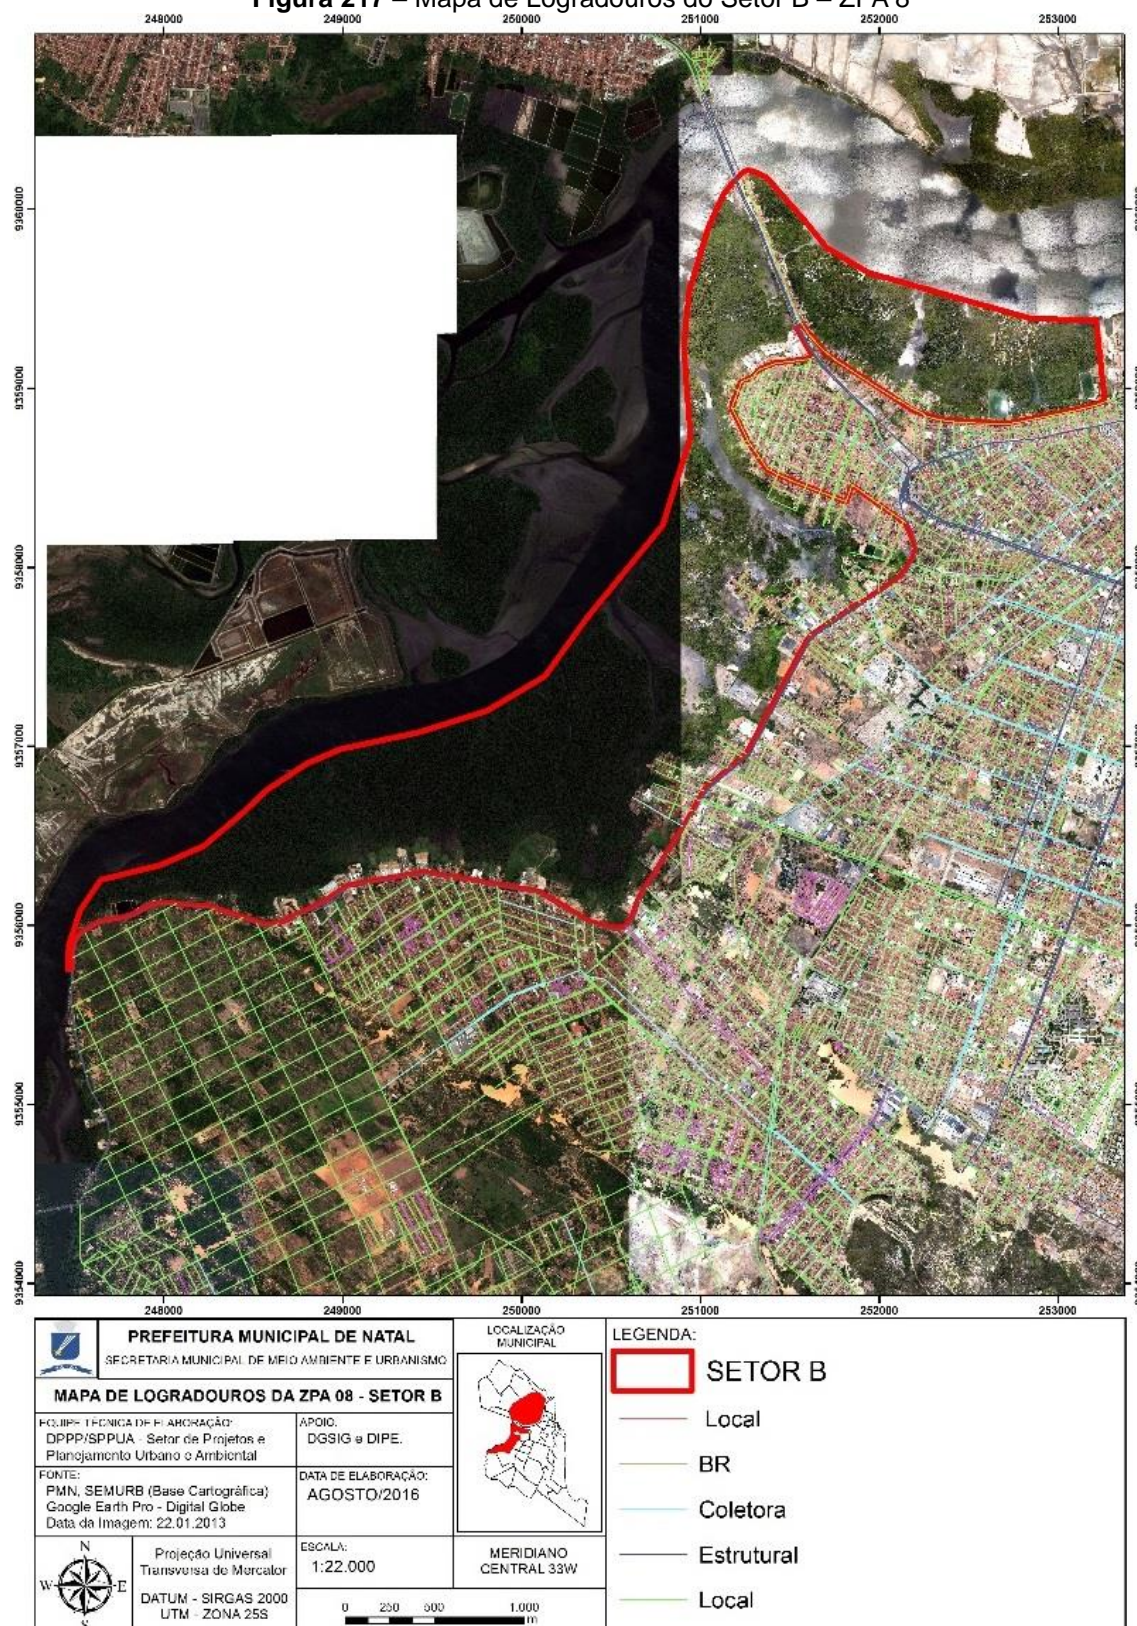 Figura 217 – Mapa de Logradouros do Setor B – ZPA 8
248000 249000 250000 251000 252000 253000
9360000
9359000
9358000
9357000
9356000
9355000
9354000
248000 249000 250000 251000 252000 253000
PREFEITURA MUNICIPAL DE NATAL
SECRETARIA MUNICIPAL DE MEIO AMBIENTE E URBANISMO
MAPA DE LOGRADOUROS DA ZPA 08 - SETOR B
EQUIPE TÉCNICA DE ELABORAÇÃO:
DPPP/SPPUA - Setor de Projetos e
Planejamento Urbano e Ambiental
APOIO:
DGSIG e DIPE.
FONTE:
PMN, SEMURB (Base Cartográfica)
Google Earth Pro - Digital Globe
Data da Imagem: 22.01.2013
DATA DE ELABORAÇÃO:
AGOSTO/2016
N
W
E
S
Projeção Universal
Transversa de Mercator
DATUM - SIRGAS 2000
UTM - ZONA 25S
ESCALA:
1:22.000
0 250 500 1.000
m
LOCALIZAÇÃO
MUNICIPAL
MERIDIANO
CENTRAL 33W
LEGENDA:
SETOR B
Local
BR
Coletora
Estrutural
Local